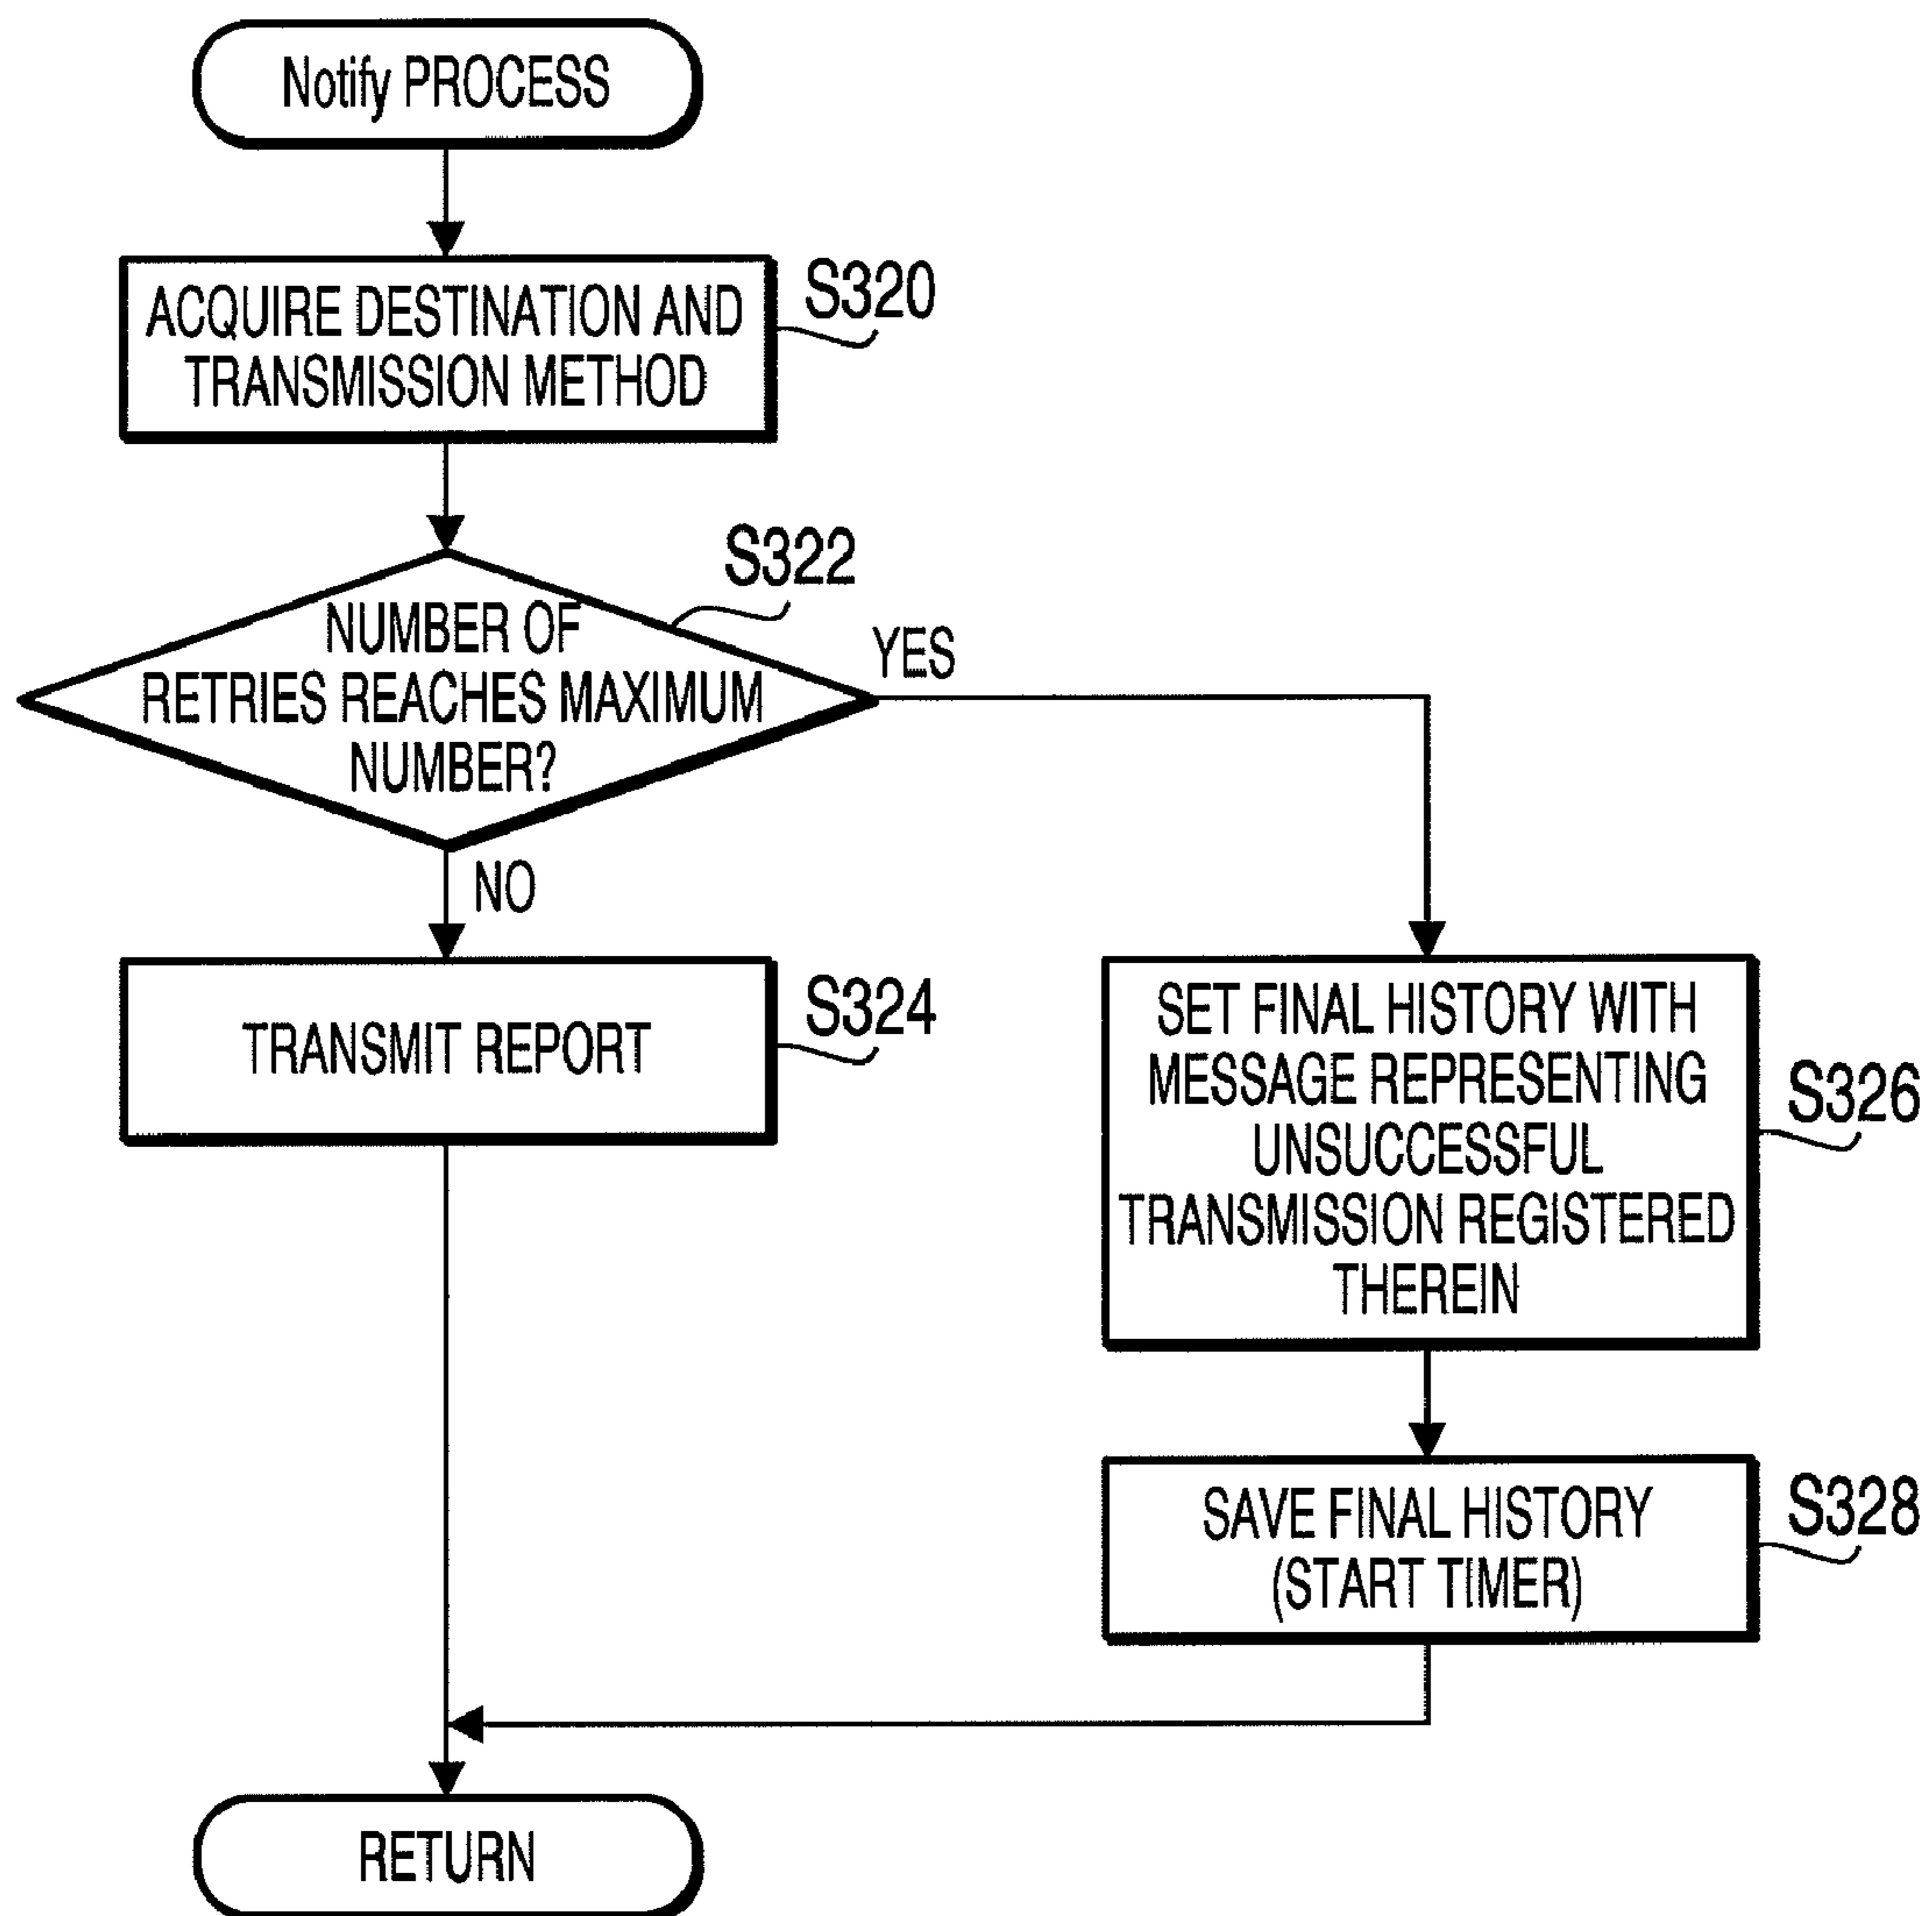 Notify PROCESS
S320
ACQUIRE DESTINATION AND
TRANSMISSION METHOD
S322
NUMBER OF
RETRIES REACHES MAXIMUM
NUMBER?
YES
NO
S324
TRANSMIT REPORT
SET FINAL HISTORY WITH
MESSAGE REPRESENTING
UNSUCCESSFUL
TRANSMISSION REGISTERED
THEREIN
S326
SAVE FINAL HISTORY
(START TIMER)
S328
RETURN